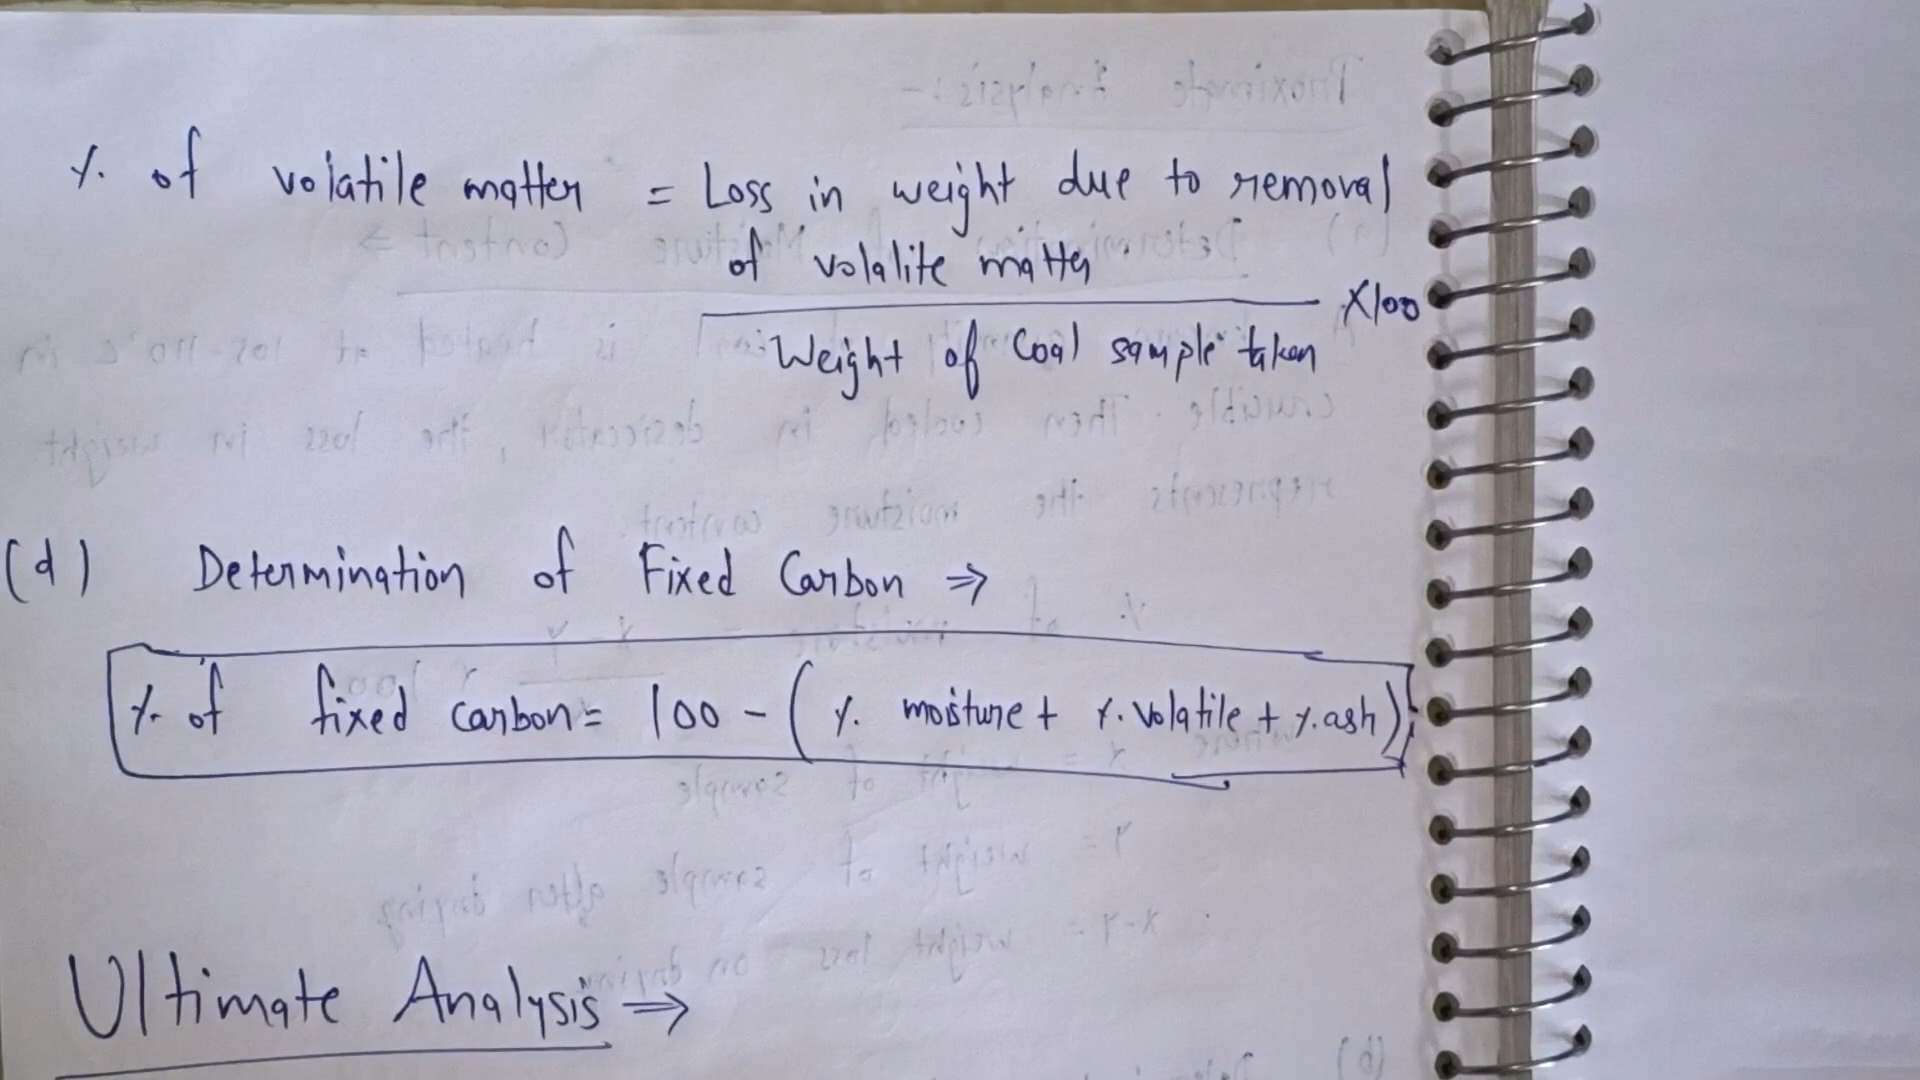 % of volatile matter = Loss in weight due to removal
of volalite matter
X100
Weight of Coal sample taken
(d) Determination of Fixed Carbon ⇒
% of fixed carbon = 100 - (% moisture + % volatile + % ash)
Ultimate Analysis ⇒